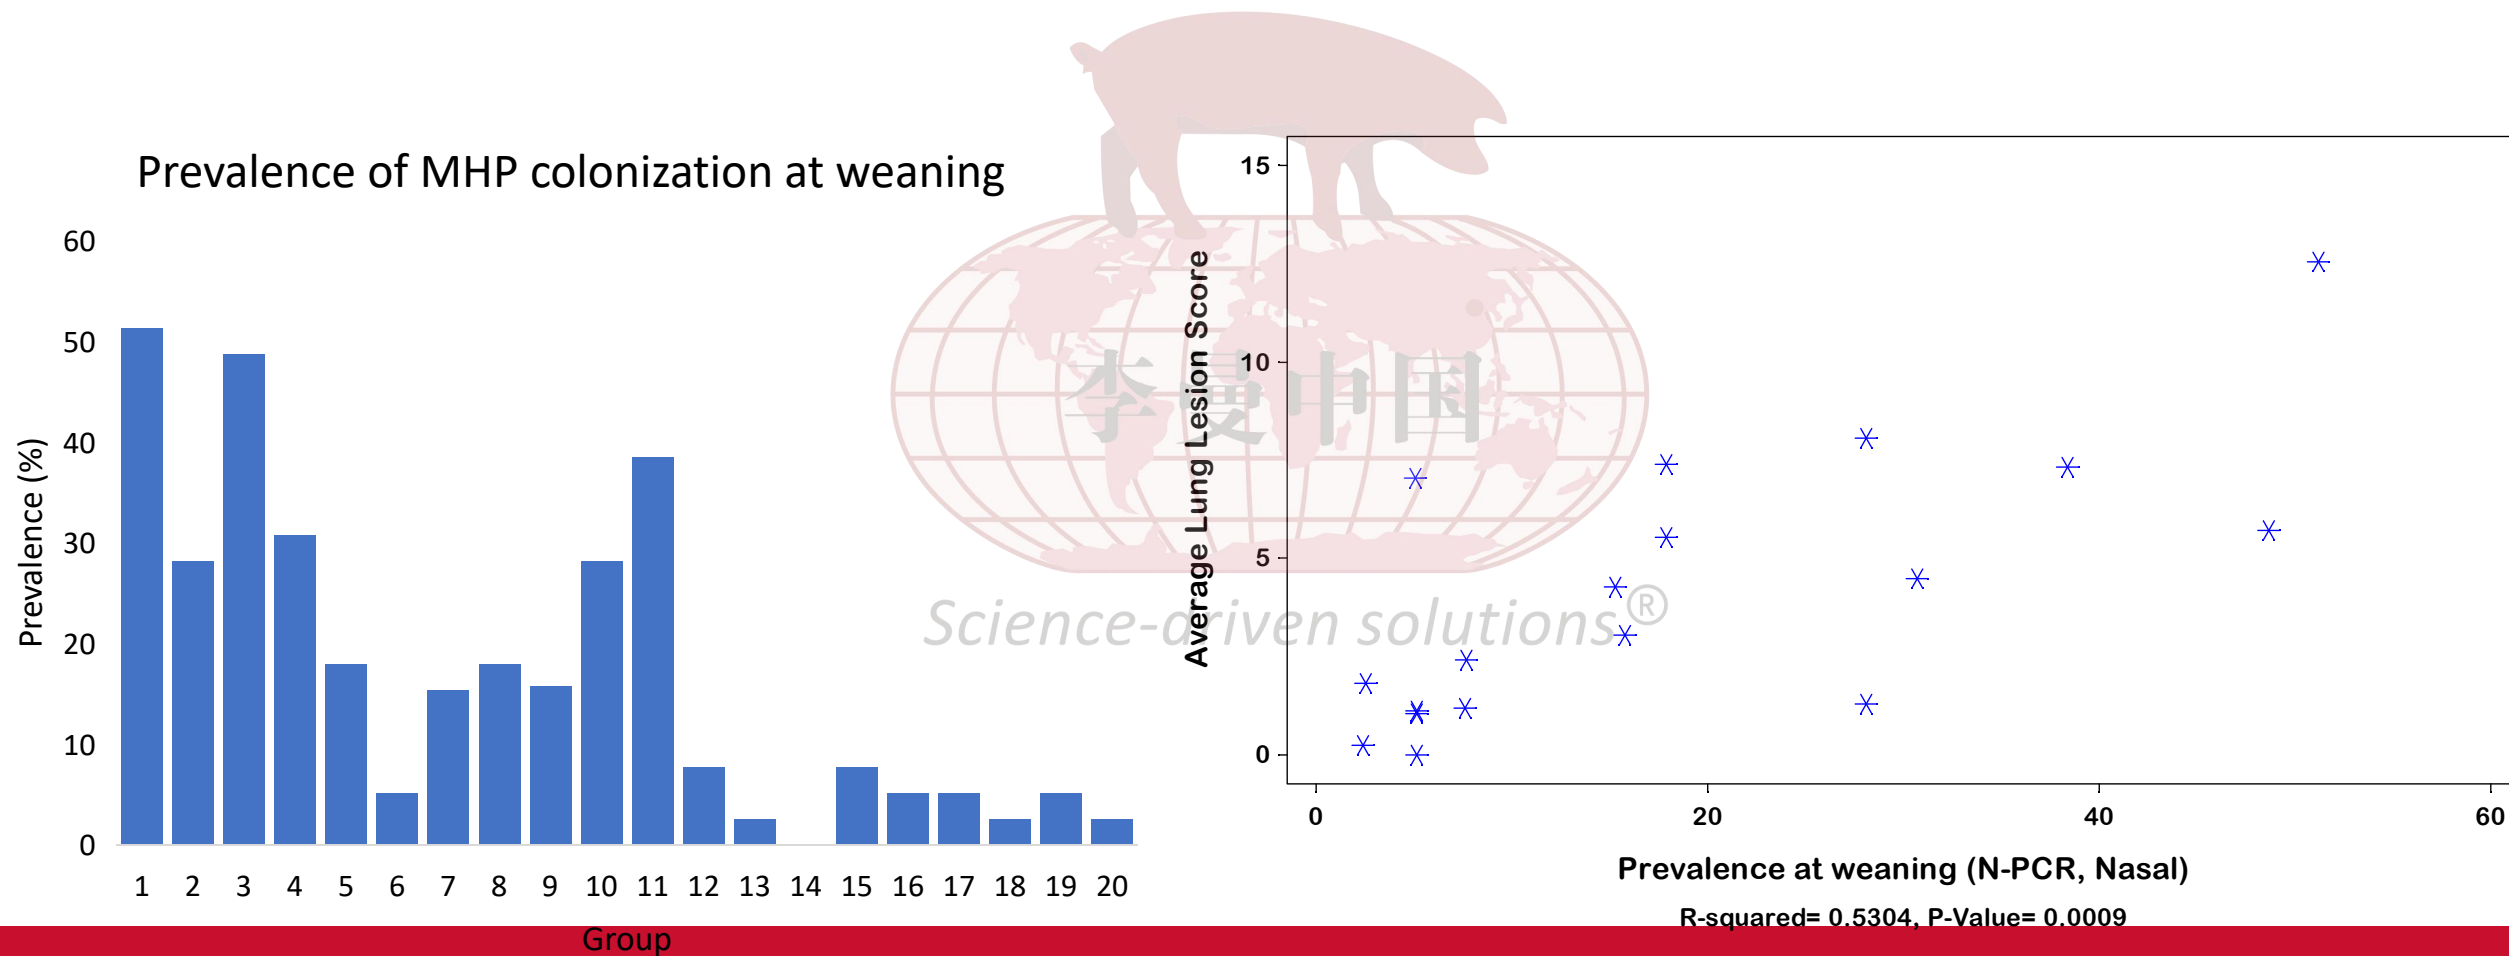 Prevalence of MHP colonization at weaning
60
50
40
30
20
10
0
Prevalence (%)
1 2 3 4 5 6 7 8 9 10 11 12 13 14 15 16 17 18 19 20
Group
15
10
5
0
Average Lung Lesion Score
0 20 40 60
Prevalence at weaning (N-PCR, Nasal)
R-squared= 0.5304, P-Value= 0.0009
李曼中国
Science-driven solutions®